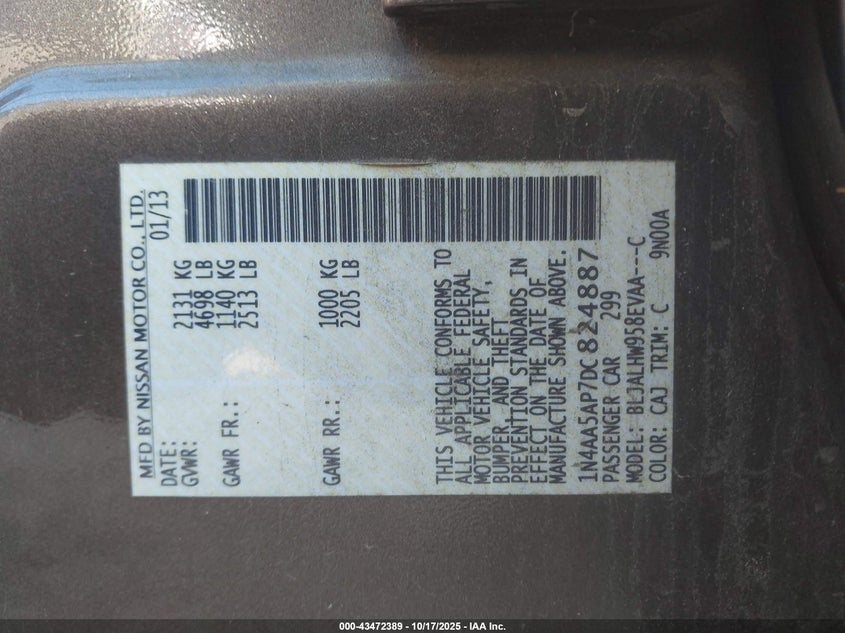 MFD BY NISSAN MOTOR CO., LTD.
DATE: 01/13
GVWR: 2131 KG
4698 LB
GAWR FR.: 1140 KG
2513 LB
GAWR RR.: 1000 KG
2205 LB
THIS VEHICLE CONFORMS TO
ALL APPLICABLE FEDERAL
MOTOR VEHICLE SAFETY,
BUMPER, AND THEFT
PREVENTION STANDARDS IN
EFFECT ON THE DATE OF
MANUFACTURE SHOWN ABOVE.
1N4AA5AP7DC824887
PASSENGER CAR 299
MODEL: BLJALHW958EVAA---C
COLOR: CAJ TRIM: C 9N00A
000-43472389 - 10/17/2025 - IAA Inc.